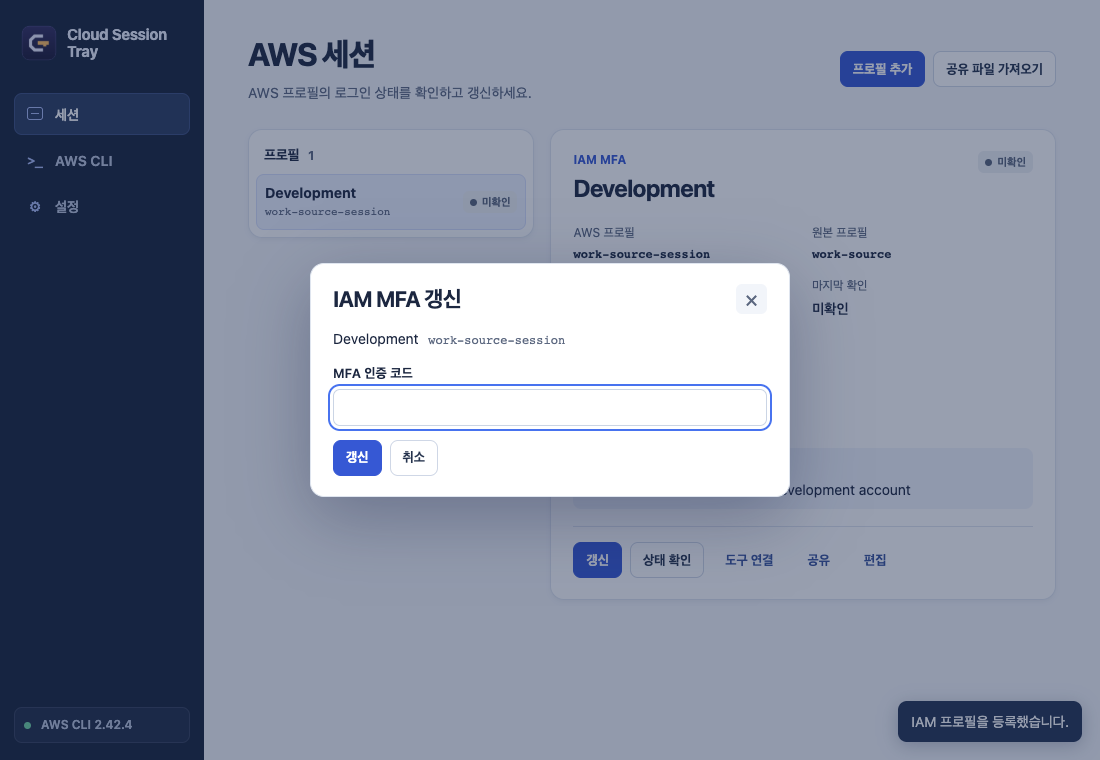 Cloud Session
Tray
세션
>_ AWS CLI
설정
AWS CLI 2.42.4
AWS 세션
AWS 프로필의 로그인 상태를 확인하고 갱신하세요.
프로필 추가
공유 파일 가져오기
프로필 1
Development
work-source-session
미확인
IAM MFA
미확인
Development
AWS 프로필
work-source-session
원본 프로필
work-source
마지막 확인
미확인
IAM MFA 갱신
×
Development work-source-session
MFA 인증 코드
갱신
취소
account
갱신
상태 확인
도구 연결
공유
편집
IAM 프로필을 등록했습니다.